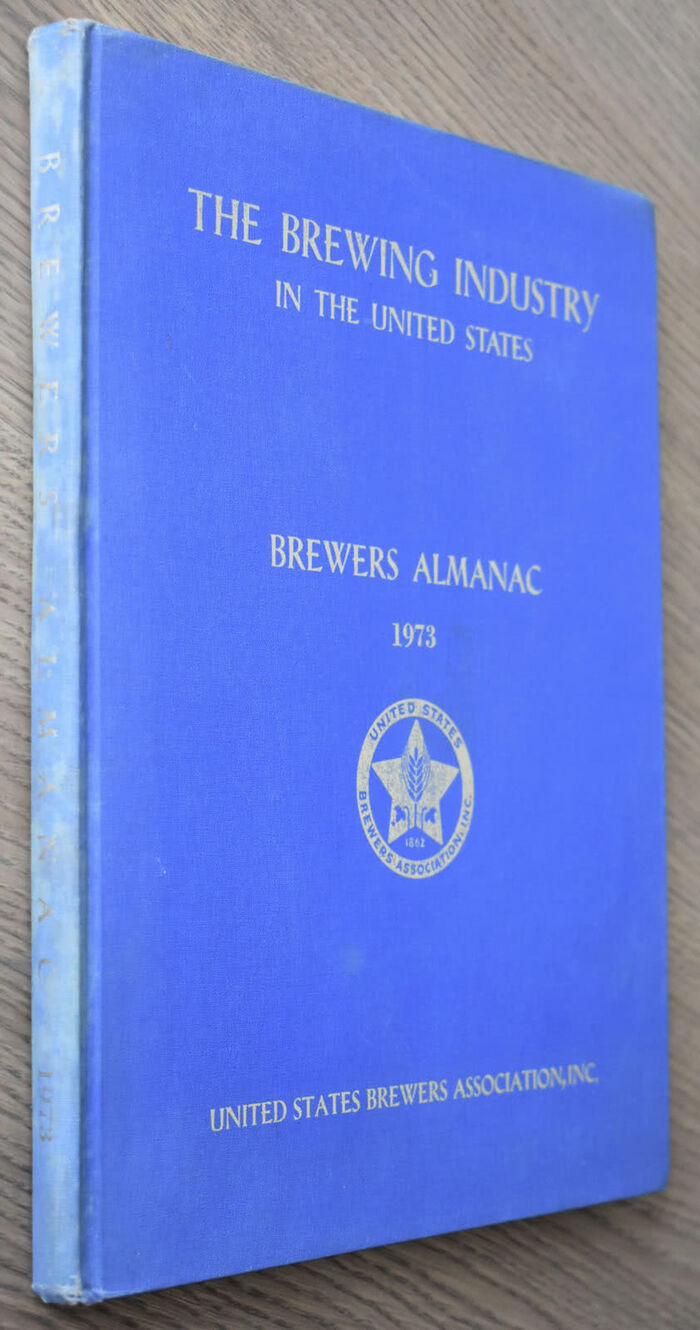 BREWERS ALMANAC 1973
THE BREWING INDUSTRY
IN THE UNITED STATES
BREWERS ALMANAC
1973
UNITED STATES
BREWERS ASSOCIATION, INC.
1862
UNITED STATES BREWERS ASSOCIATION, INC.